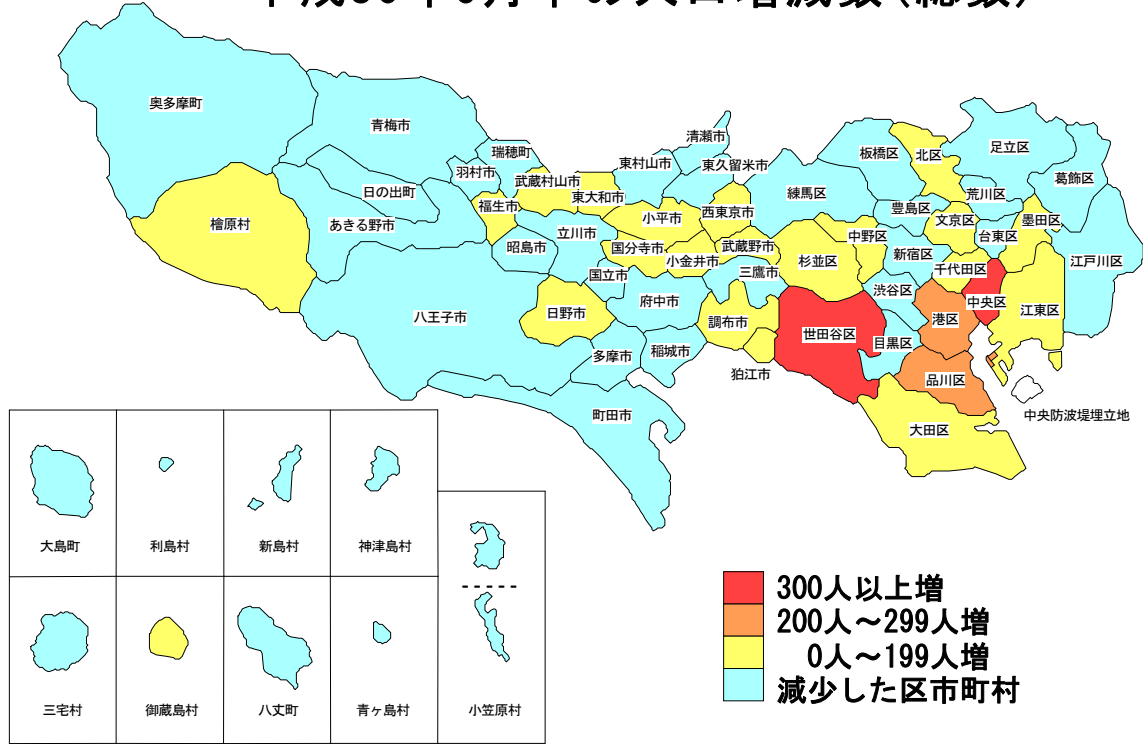 奥多摩町
青梅市
瑞穂町
羽村市
日の出町
檜原村
あきる野市
福生市
武蔵村山市
東大和市
東村山市
清瀬市
東久留米市
昭島市
立川市
小平市
西東京市
国分寺市
小金井市
武蔵野市
国立市
三鷹市
府中市
日野市
八王子市
調布市
多摩市
稲城市
狛江市
町田市
練馬区
板橋区
北区
足立区
葛飾区
荒川区
豊島区
文京区
台東区
墨田区
中野区
新宿区
杉並区
千代田区
江戸川区
渋谷区
中央区
江東区
港区
世田谷区
目黒区
品川区
大田区
中央防波堤埋立地
大島町
利島村
新島村
神津島村
三宅村
御蔵島村
八丈町
青ヶ島村
小笠原村
300人以上増
200人～299人増
0人～199人増
減少した区市町村